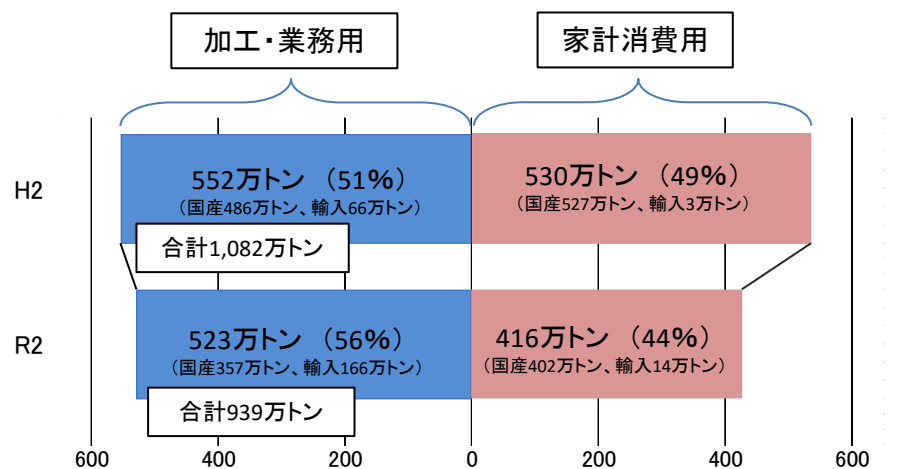 加工・業務用
家計消費用
H2
552万トン （51%）
（国産486万トン、輸入66万トン）
530万トン （49%）
（国産527万トン、輸入3万トン）
合計1,082万トン
R2
523万トン （56%）
（国産357万トン、輸入166万トン）
416万トン （44%）
（国産402万トン、輸入14万トン）
合計939万トン
600 400 200 0 200 400 600